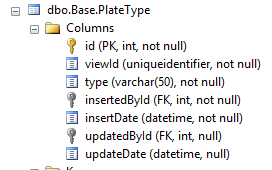 dbo.Base.PlateType
Columns
id (PK, int, not null)
viewId (uniqueidentifier, not null)
type (varchar(50), not null)
insertedById (FK, int, not null)
insertDate (datetime, not null)
updatedById (FK, int, null)
updateDate (datetime, null)